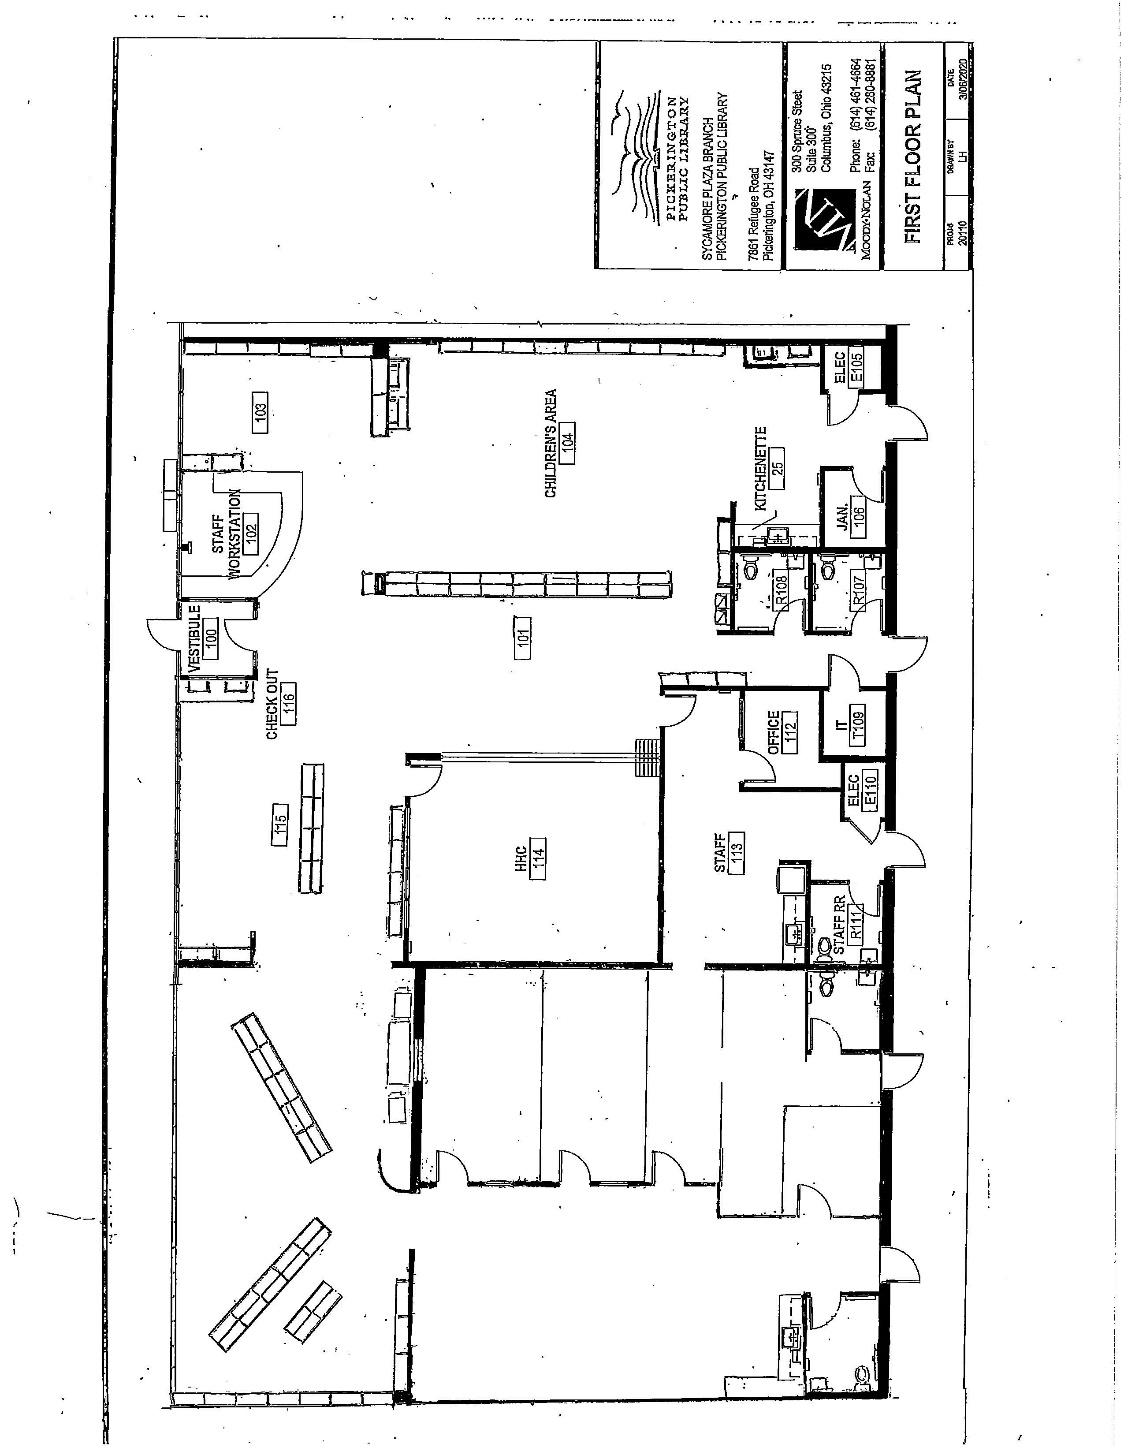 PICKERINGTON
PUBLIC LIBRARY
SYCAMORE PLAZA BRANCH
PICKERINGTON PUBLIC LIBRARY
7861 Refugee Road
Pickerington, OH 43147
300 Spruce Steet
Suite 300
Columbus, Ohio 43215
Phone: (614) 461-4664
Fax: (614) 280-8881
MOODY•NOLAN
FIRST FLOOR PLAN
PROJ# 20110
DRAWN BY LH
DATE 3/06/2020
103
STAFF
WORKSTATION
102
VESTIBULE
100
CHECK OUT
116
115
CHILDREN'S AREA
104
101
HHC
114
KITCHENETTE
25
ELEC
E105
JAN.
106
R108
R107
OFFICE
112
IT
T109
ELEC
E110
STAFF
113
STAFF RR
R111